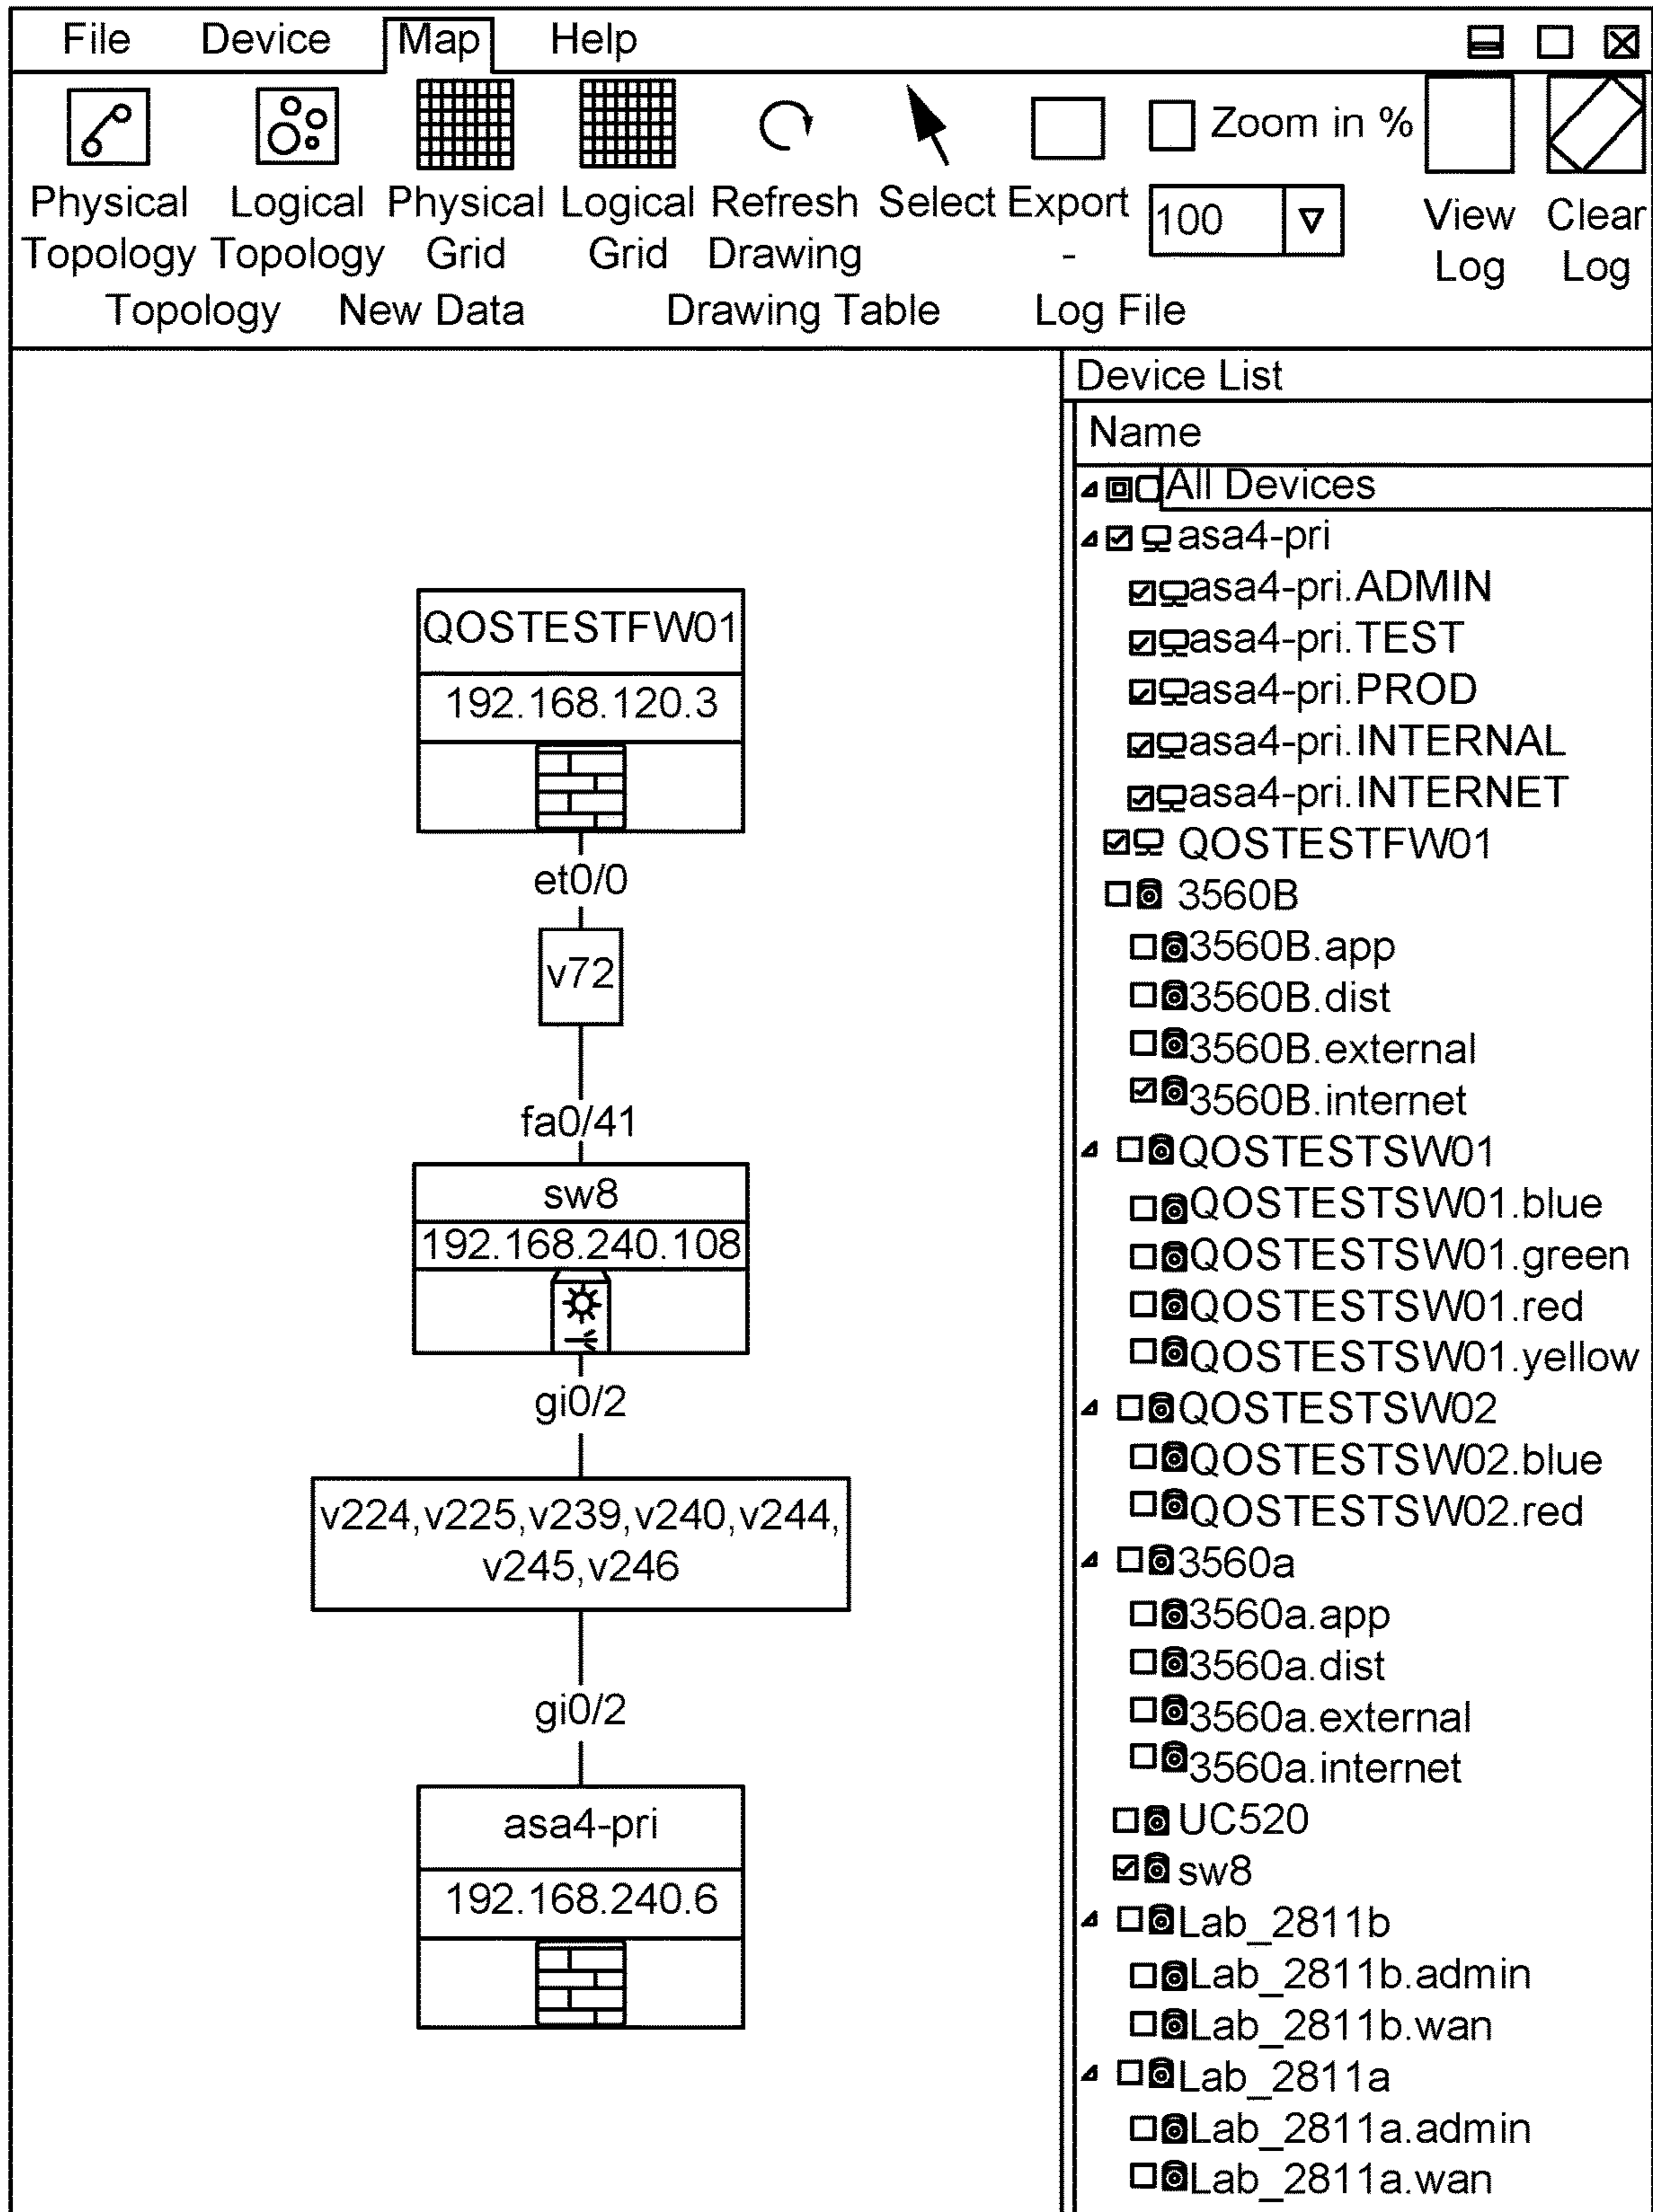 File Device Map Help
Zoom in %
Physical Topology
Logical Topology
Physical Grid
Logical Grid
Refresh Drawing
Select
Export
-
100
View Log
Clear Log
Topology New Data Drawing Table Log File
QOSTESTFW01
192.168.120.3
et0/0
v72
fa0/41
sw8
192.168.240.108
gi0/2
v224,v225,v239,v240,v244,
v245,v246
gi0/2
asa4-pri
192.168.240.6
Device List
Name
All Devices
asa4-pri
asa4-pri.ADMIN
asa4-pri.TEST
asa4-pri.PROD
asa4-pri.INTERNAL
asa4-pri.INTERNET
QOSTESTFW01
3560B
3560B.app
3560B.dist
3560B.external
3560B.internet
QOSTESTSW01
QOSTESTSW01.blue
QOSTESTSW01.green
QOSTESTSW01.red
QOSTESTSW01.yellow
QOSTESTSW02
QOSTESTSW02.blue
QOSTESTSW02.red
3560a
3560a.app
3560a.dist
3560a.external
3560a.internet
UC520
sw8
Lab_2811b
Lab_2811b.admin
Lab_2811b.wan
Lab_2811a
Lab_2811a.admin
Lab_2811a.wan